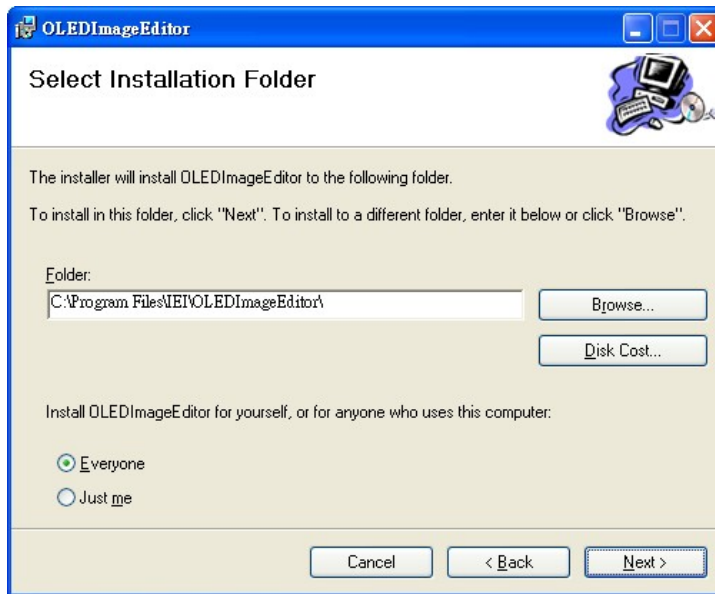 OLEDImageEditor
Select Installation Folder
The installer will install OLEDImageEditor to the following folder.
To install in this folder, click "Next". To install to a different folder, enter it below or click "Browse".
Folder:
C:\Program Files\IEI\OLEDImageEditor\
Browse...
Disk Cost...
Install OLEDImageEditor for yourself, or for anyone who uses this computer:
Everyone
Just me
Cancel
< Back
Next >